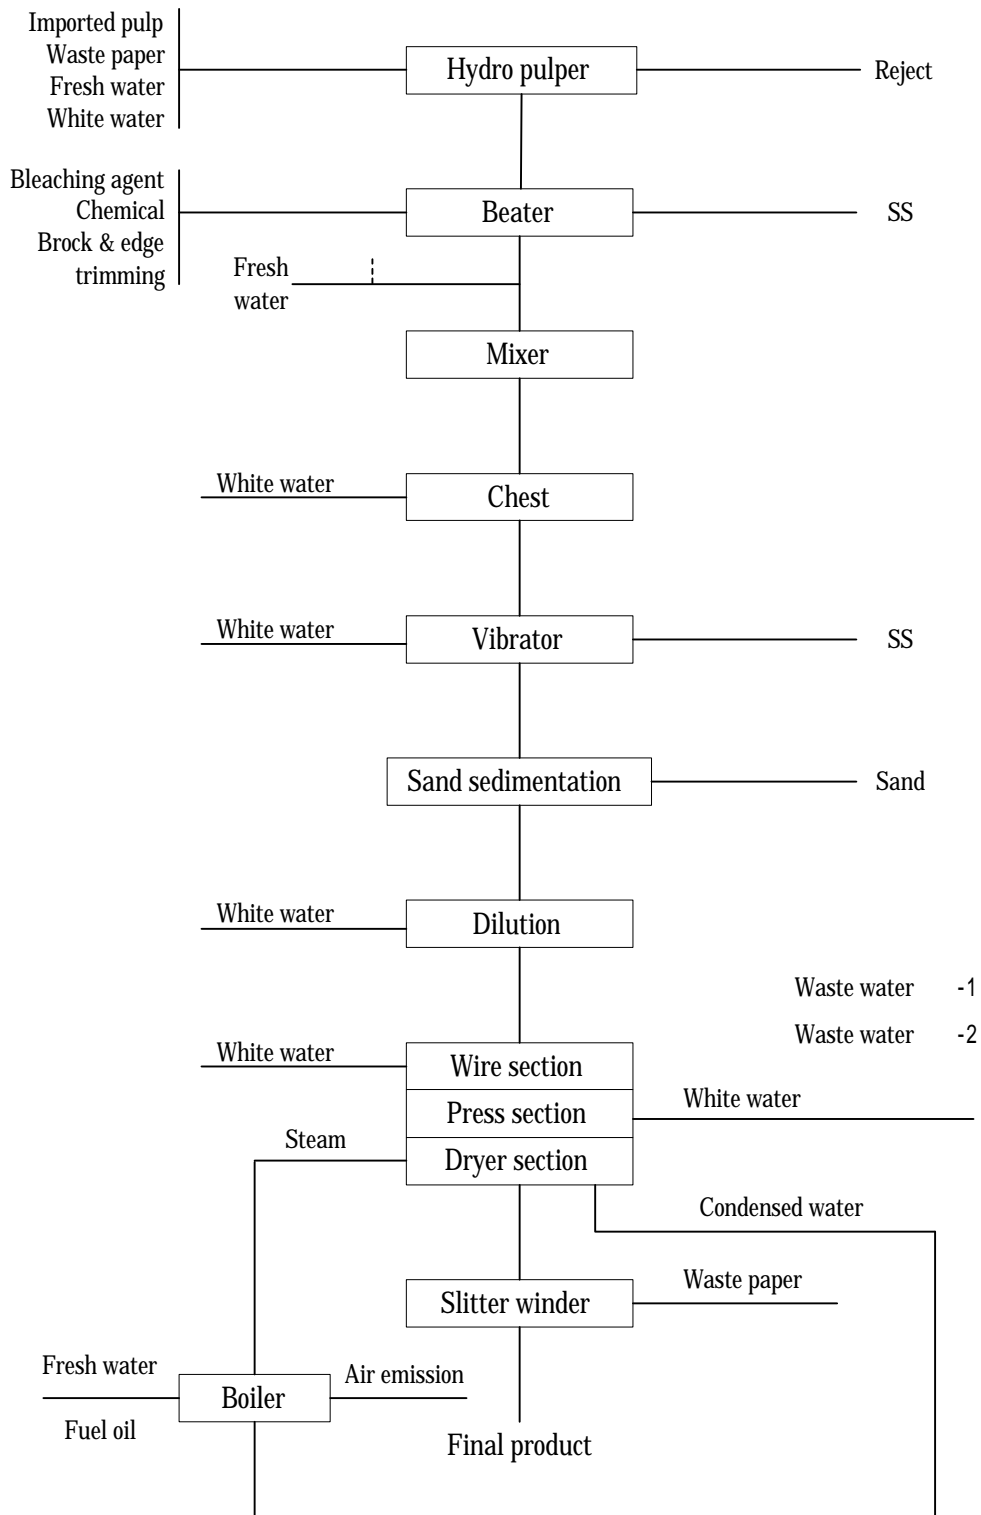 Imported pulp
Waste paper
Fresh water
White water
Hydro pulper
Reject
Bleaching agent
Chemical
Brock & edge
trimming
Beater
SS
Fresh
water
Mixer
White water
Chest
White water
Vibrator
SS
Sand sedimentation
Sand
White water
Dilution
Waste water -1
Waste water -2
White water
Wire section
Press section
White water
Steam
Dryer section
Condensed water
Slitter winder
Waste paper
Fresh water
Fuel oil
Boiler
Air emission
Final product